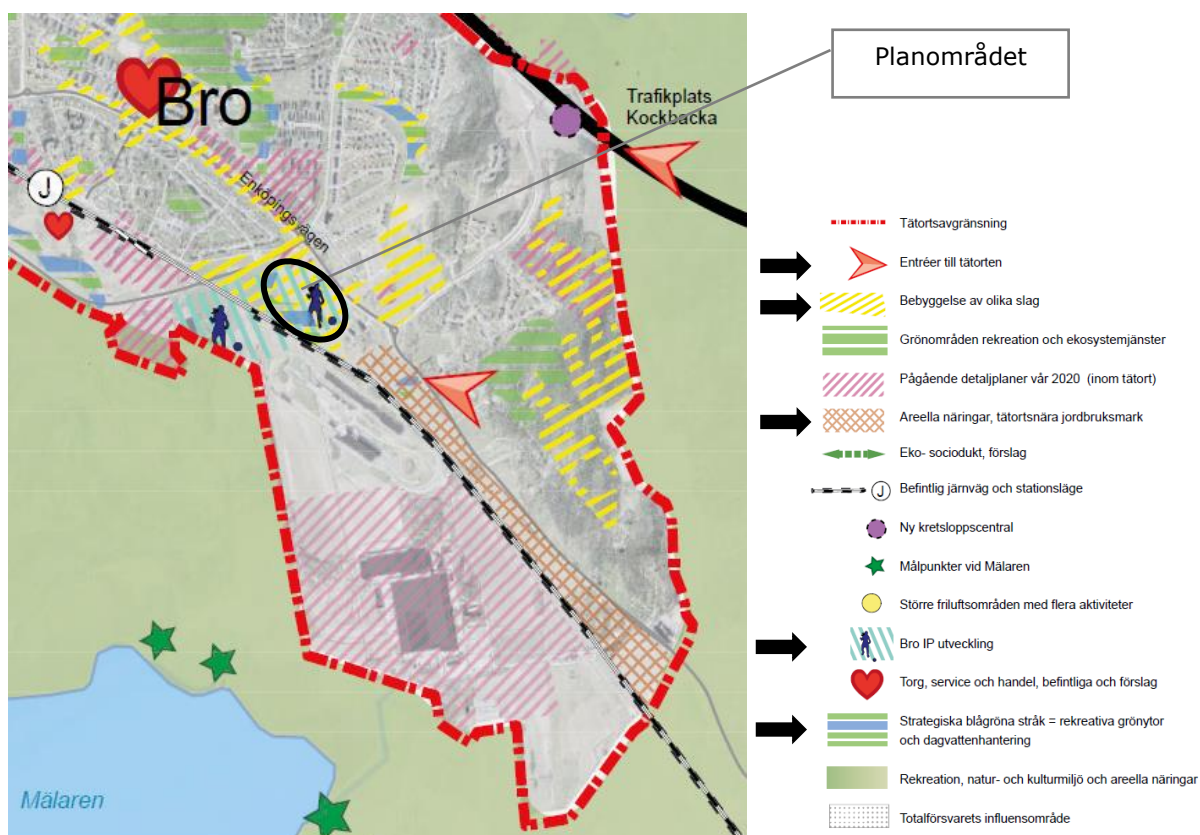 Planområdet
Bro
Trafikplats
Kockbacka
J
Enköpingsvägen
Mälaren
Tätortsavgränsning
Entréer till tätorten
Bebyggelse av olika slag
Grönområden rekreation och ekosystemjänster
Pågående detaljplaner vår 2020 (inom tätort)
Areella näringar, tätortsnära jordbruksmark
Eko- sociodukt, förslag
J
Befintlig järnväg och stationsläge
Ny kretsloppscentral
Målpunkter vid Mälaren
Större friluftsområden med flera aktiviteter
Bro IP utveckling
Torg, service och handel, befintliga och förslag
Strategiska blågröna stråk = rekreativa grönytor
och dagvattenhantering
Rekreation, natur- och kulturmiljö och areella näringar
Totalförsvarets influensområde